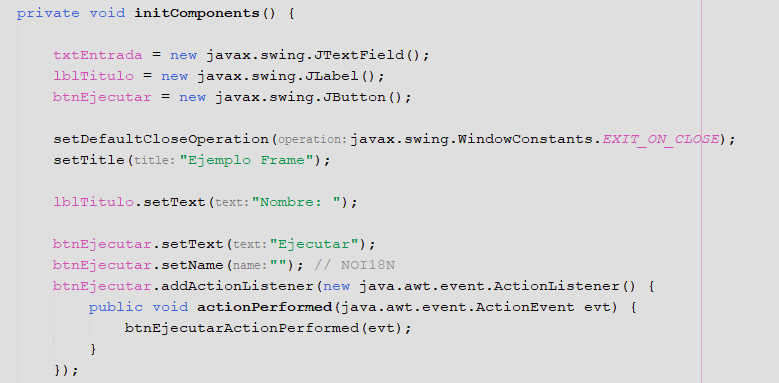 private void initComponents() {
txtEntrada = new javax.swing.JTextField();
lblTitulo = new javax.swing.JLabel();
btnEjecutar = new javax.swing.JButton();
setDefaultCloseOperation(operation:javax.swing.WindowConstants.EXIT_ON_CLOSE);
setTitle(title:"Ejemplo Frame");
lblTitulo.setText(text:"Nombre: ");
btnEjecutar.setText(text:"Ejecutar");
btnEjecutar.setName(name:""); // NOI18N
btnEjecutar.addActionListener(new java.awt.event.ActionListener() {
public void actionPerformed(java.awt.event.ActionEvent evt) {
btnEjecutarActionPerformed(evt);
}
});